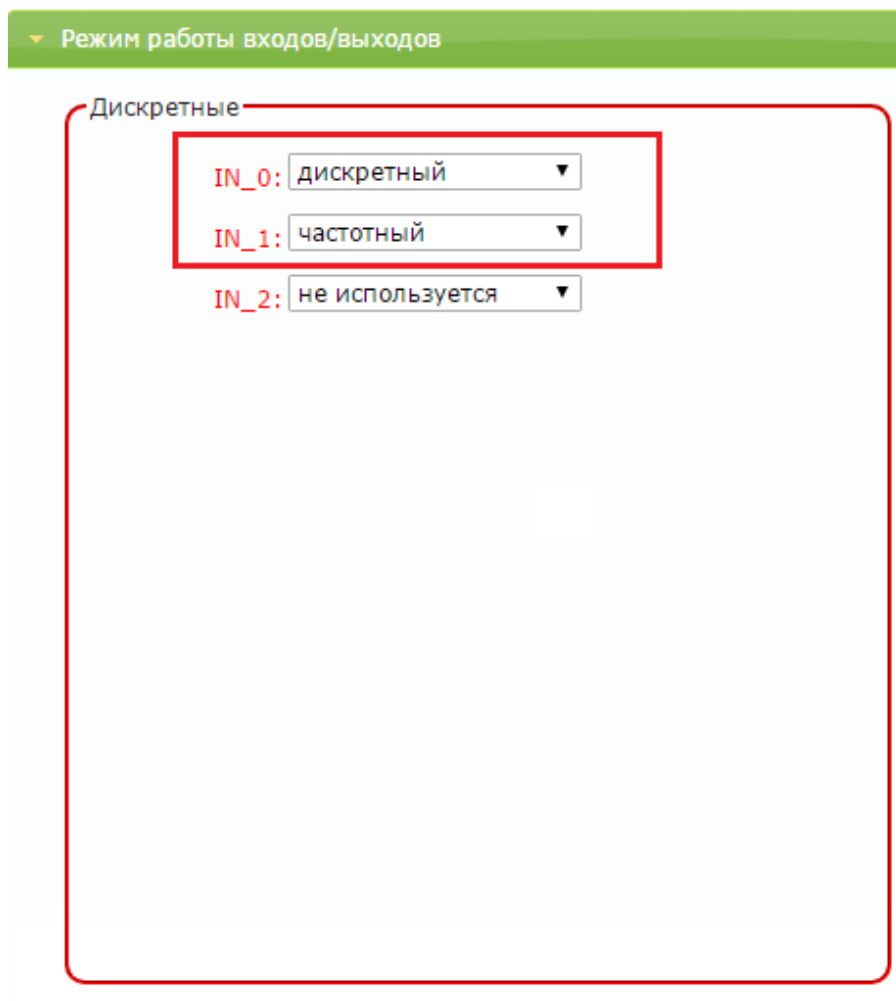 Режим работы входов/выходов
Дискретные
IN_0: дискретный
IN_1: частотный
IN_2: не используется